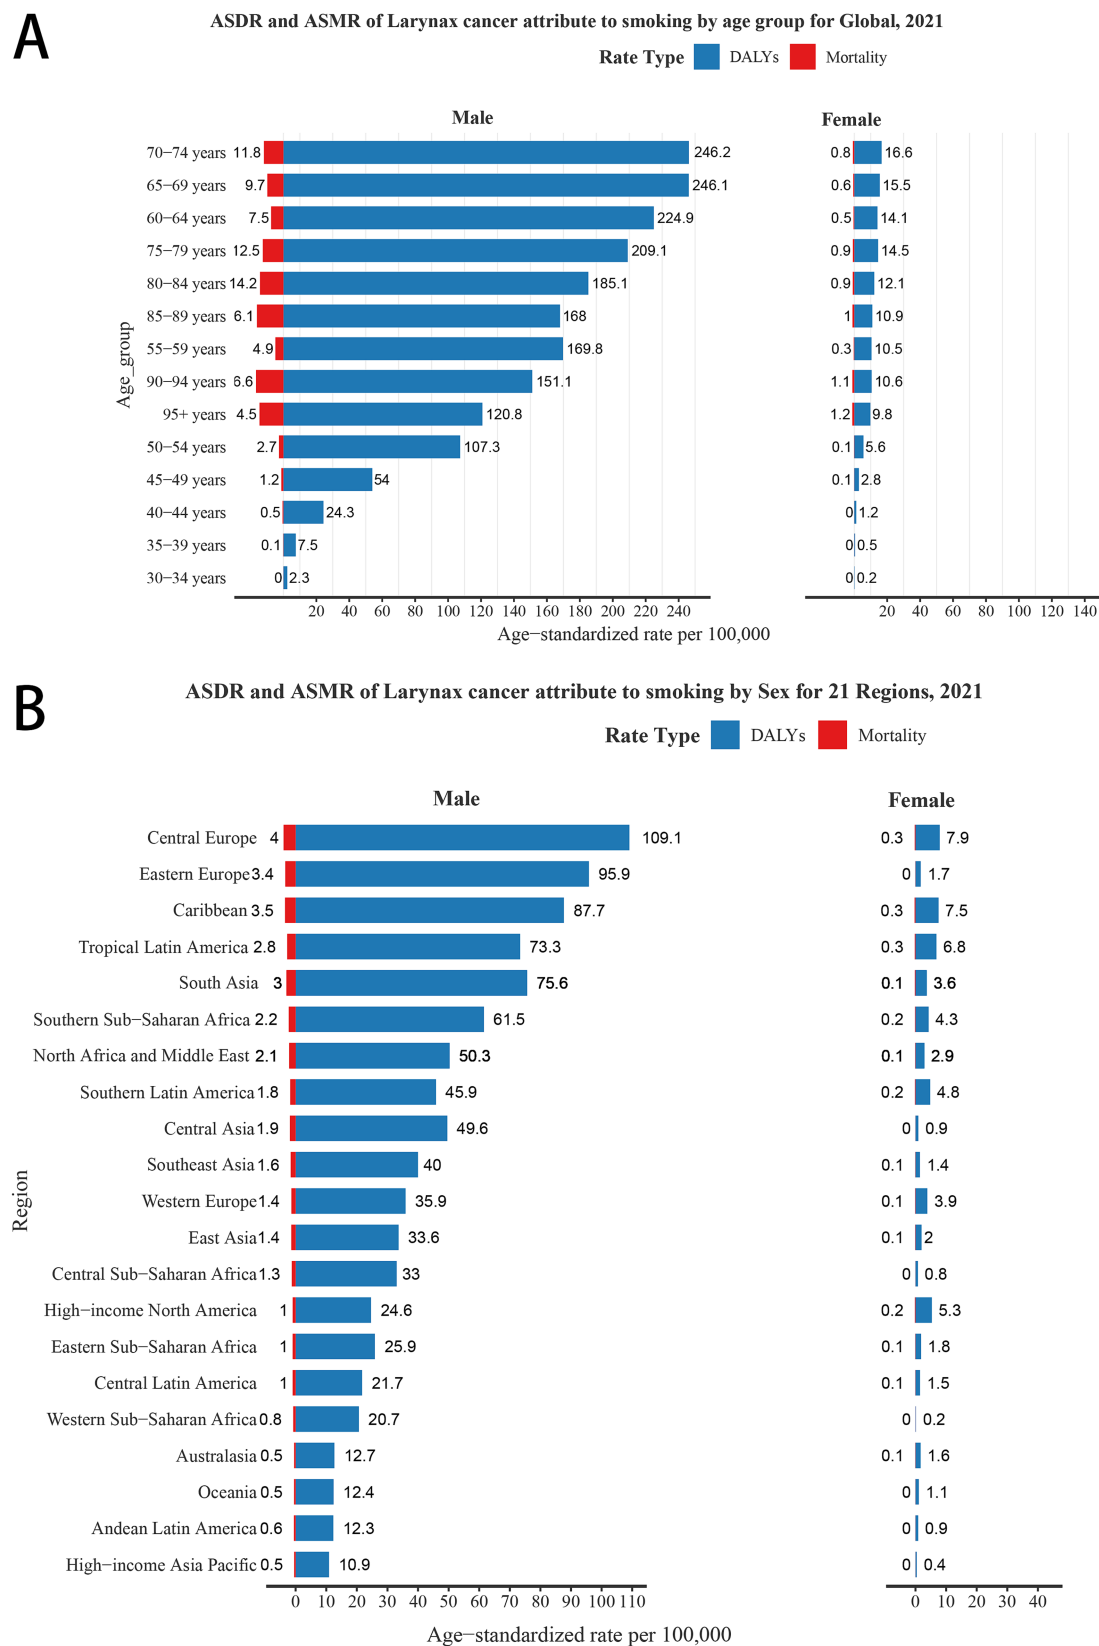 A
ASDR and ASMR of Larynax cancer attribute to smoking by age group for Global, 2021
Rate Type DALYs Mortality
Male Female
Age_group
70−74 years 11.8 246.2 0.8 16.6
65−69 years 9.7 246.1 0.6 15.5
60−64 years 7.5 224.9 0.5 14.1
75−79 years 12.5 209.1 0.9 14.5
80−84 years 14.2 185.1 0.9 12.1
85−89 years 6.1 168 1 10.9
55−59 years 4.9 169.8 0.3 10.5
90−94 years 6.6 151.1 1.1 10.6
95+ years 4.5 120.8 1.2 9.8
50−54 years 2.7 107.3 0.1 5.6
45−49 years 1.2 54 0.1 2.8
40−44 years 0.5 24.3 0 1.2
35−39 years 0.1 7.5 0 0.5
30−34 years 0 2.3 0 0.2
20 40 60 80 100 120 140 160 180 200 220 240 20 40 60 80 100 120 140
Age−standardized rate per 100,000
B
ASDR and ASMR of Larynax cancer attribute to smoking by Sex for 21 Regions, 2021
Rate Type DALYs Mortality
Male Female
Region
Central Europe 4 109.1 0.3 7.9
Eastern Europe 3.4 95.9 0 1.7
Caribbean 3.5 87.7 0.3 7.5
Tropical Latin America 2.8 73.3 0.3 6.8
South Asia 3 75.6 0.1 3.6
Southern Sub−Saharan Africa 2.2 61.5 0.2 4.3
North Africa and Middle East 2.1 50.3 0.1 2.9
Southern Latin America 1.8 45.9 0.2 4.8
Central Asia 1.9 49.6 0 0.9
Southeast Asia 1.6 40 0.1 1.4
Western Europe 1.4 35.9 0.1 3.9
East Asia 1.4 33.6 0.1 2
Central Sub−Saharan Africa 1.3 33 0 0.8
High−income North America 1 24.6 0.2 5.3
Eastern Sub−Saharan Africa 1 25.9 0.1 1.8
Central Latin America 1 21.7 0.1 1.5
Western Sub−Saharan Africa 0.8 20.7 0 0.2
Australasia 0.5 12.7 0.1 1.6
Oceania 0.5 12.4 0 1.1
Andean Latin America 0.6 12.3 0 0.9
High−income Asia Pacific 0.5 10.9 0 0.4
0 10 20 30 40 50 60 70 80 90 100 110 0 10 20 30 40
Age−standardized rate per 100,000